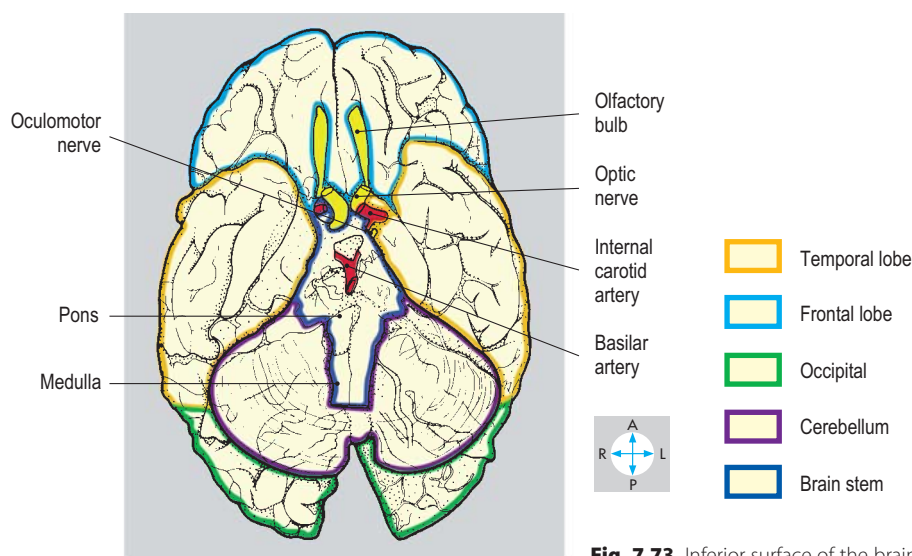 Oculomotor
nerve
Pons
Medulla
Olfactory
bulb
Optic
nerve
Internal
carotid
artery
Basilar
artery
A
R L
P
Temporal lobe
Frontal lobe
Occipital
Cerebellum
Brain stem
Fig. 7.73 Inferior surface of the brain